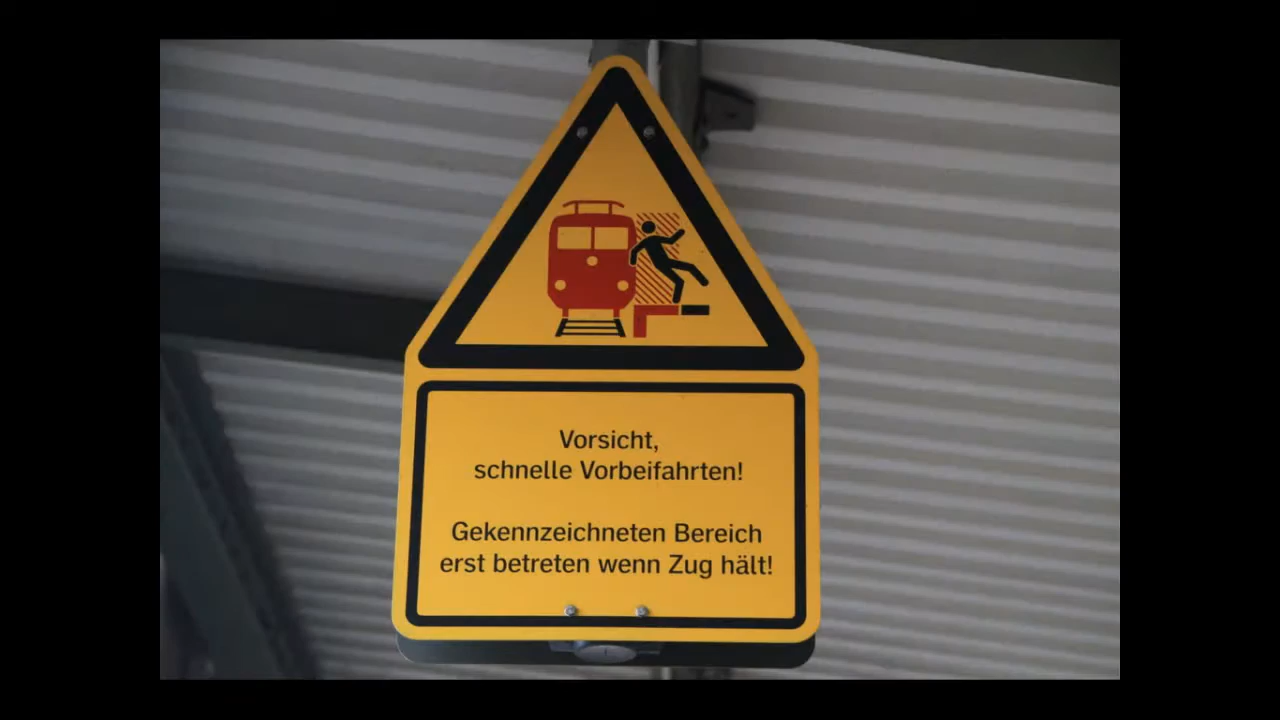 Vorsicht,
schnelle Vorbeifahrten!
Gekennzeichneten Bereich
erst betreten wenn Zug hält!